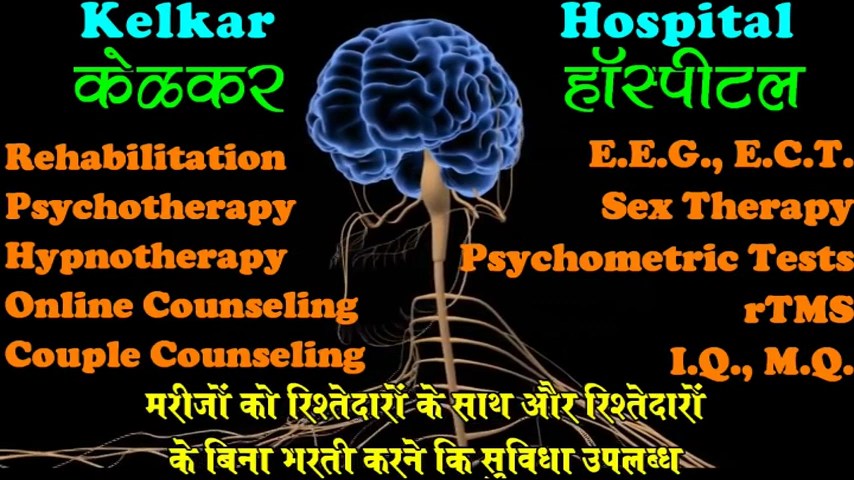 Kelkar Hospital
केळकर हॉस्पीटल
Rehabilitation
Psychotherapy
Hypnotherapy
Online Counseling
Couple Counseling
E.E.G., E.C.T.
Sex Therapy
Psychometric Tests
rTMS
I.Q., M.Q.
मरीजों को रिश्तेदारों के साथ और रिश्तेदारों
के बिना भरती करने कि सुविधा उपलब्ध